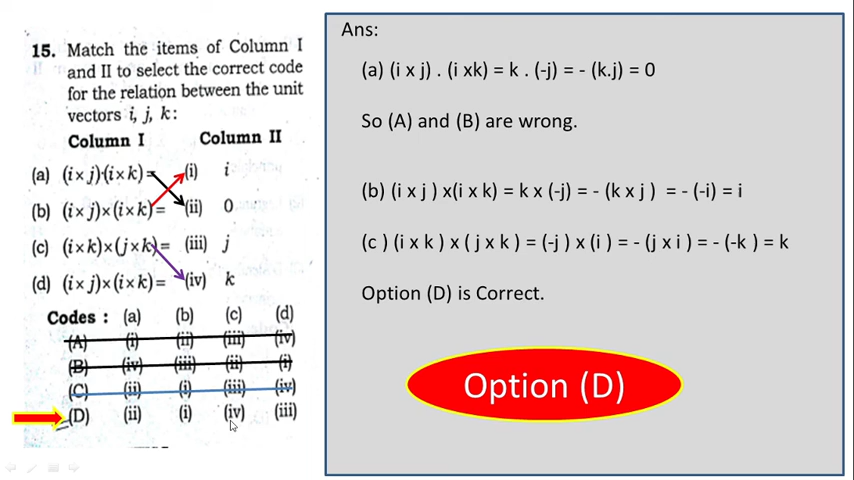 15. Match the items of Column I
and II to select the correct code
for the relation between the unit
vectors i, j, k:
Column I Column II
(a) (i × j)·(i × k) = (i) i
(b) (i × j) × (i × k) = (ii) 0
(c) (i × k) × (j × k) = (iii) j
(d) (i × j) × (i × k) = (iv) k
Codes : (a) (b) (c) (d)
(A) (i) (ii) (iii) (iv)
(B) (iv) (iii) (ii) (i)
(C) (ii) (i) (iii) (iv)
(D) (ii) (i) (iv) (iii)
Ans:
(a) (i x j) . (i xk) = k . (-j) = - (k.j) = 0
So (A) and (B) are wrong.
(b) (i x j ) x(i x k) = k x (-j) = - (k x j ) = - (-i) = i
(c ) (i x k ) x ( j x k ) = (-j ) x (i ) = - (j x i ) = - (-k ) = k
Option (D) is Correct.
Option (D)